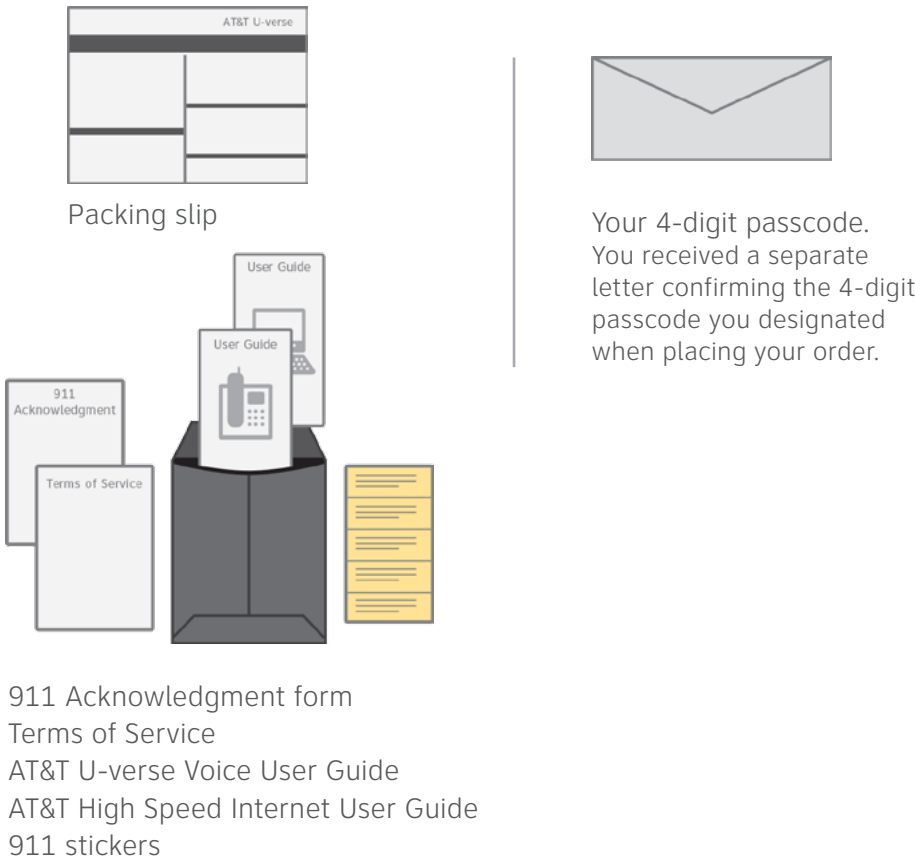 AT&T U-verse
Packing slip
User Guide
User Guide
911
Acknowledgment
Terms of Service
911 Acknowledgment form
Terms of Service
AT&T U-verse Voice User Guide
AT&T High Speed Internet User Guide
911 stickers
Your 4-digit passcode.
You received a separate
letter confirming the 4-digit
passcode you designated
when placing your order.